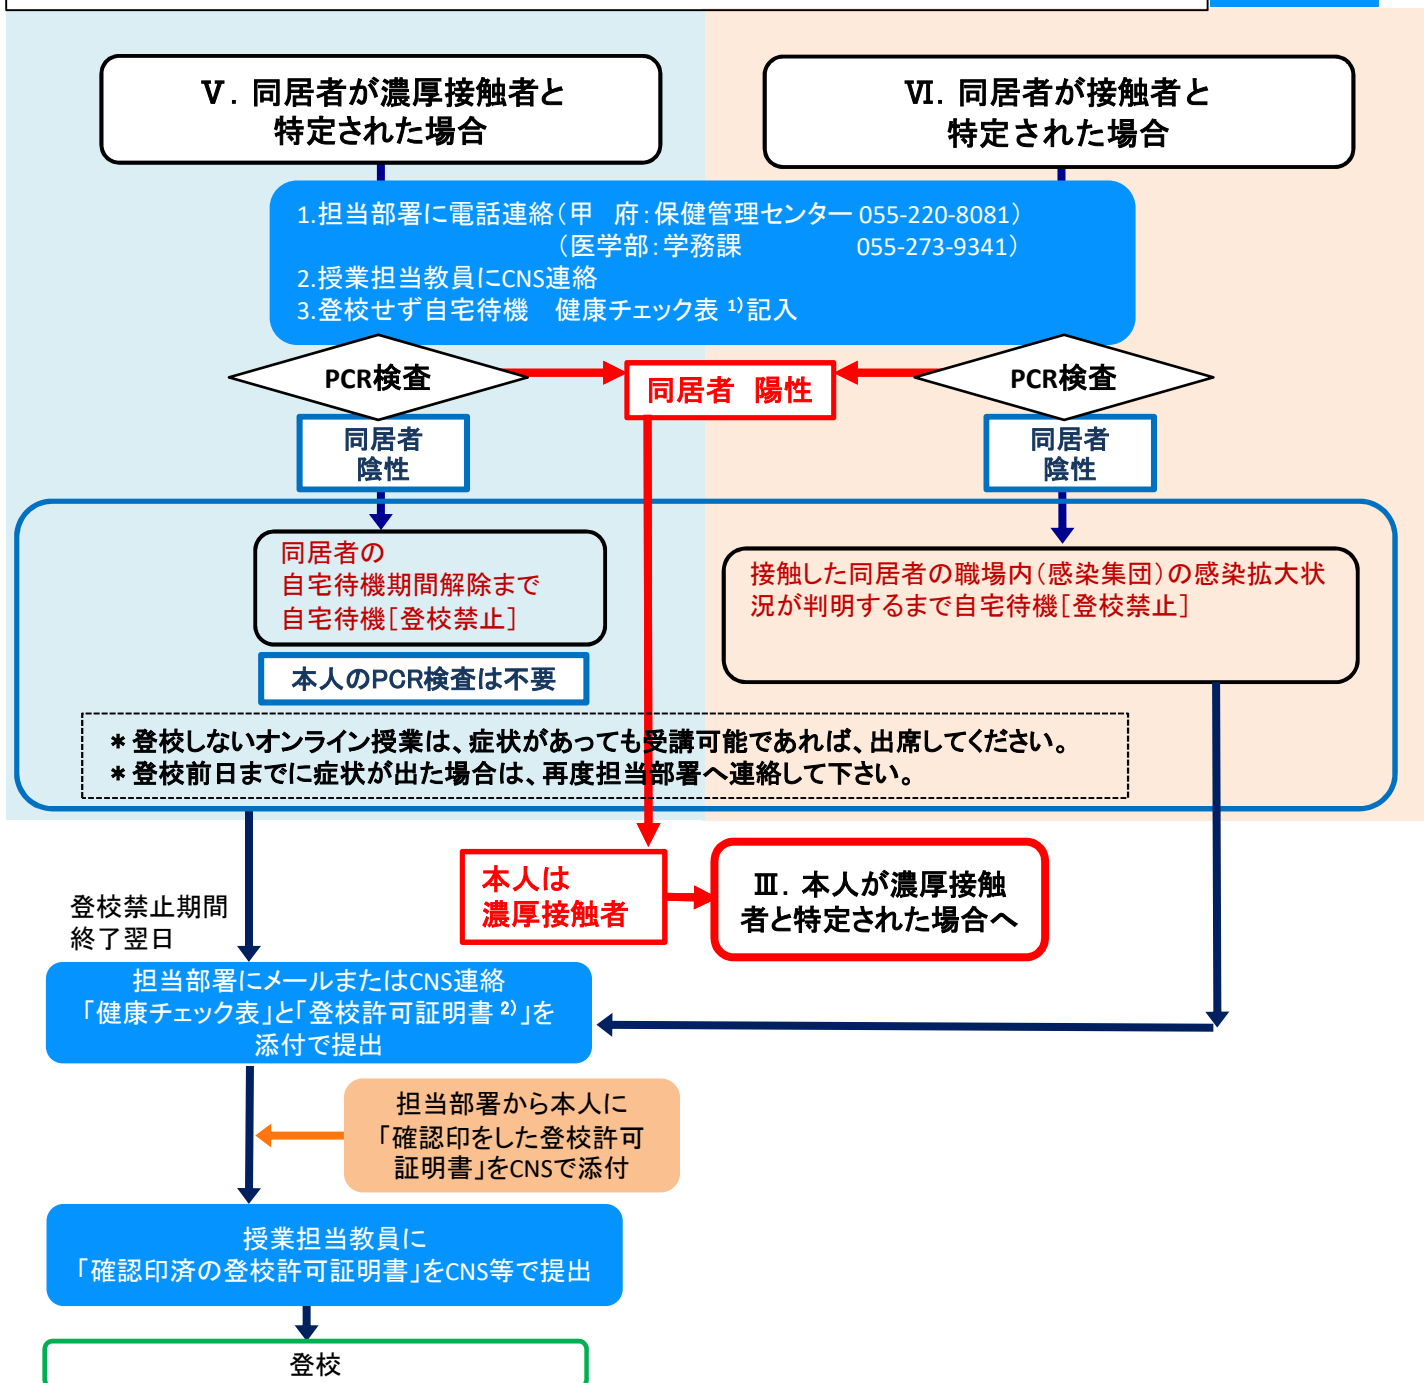 Ⅴ．同居者が濃厚接触者と
特定された場合
Ⅵ．同居者が接触者と
特定された場合
1.担当部署に電話連絡（甲　府：保健管理センター 055-220-8081）
（医学部：学務課　　　　055-273-9341）
2.授業担当教員にCNS連絡
3.登校せず自宅待機　健康チェック表 1)記入
PCR検査
同居者　陽性
PCR検査
同居者
陰性
同居者
陰性
同居者の
自宅待機期間解除まで
自宅待機［登校禁止］
接触した同居者の職場内（感染集団）の感染拡大状
況が判明するまで自宅待機［登校禁止］
本人のPCR検査は不要
＊登校しないオンライン授業は、症状があっても受講可能であれば、出席してください。
＊登校前日までに症状が出た場合は、再度担当部署へ連絡して下さい。
本人は
濃厚接触者
Ⅲ．本人が濃厚接触
者と特定された場合へ
登校禁止期間
終了翌日
担当部署にメールまたはCNS連絡
「健康チェック表」と「登校許可証明書 2)」を
添付で提出
担当部署から本人に
「確認印をした登校許可
証明書」をCNSで添付
授業担当教員に
「確認印済の登校許可証明書」をCNS等で提出
登校